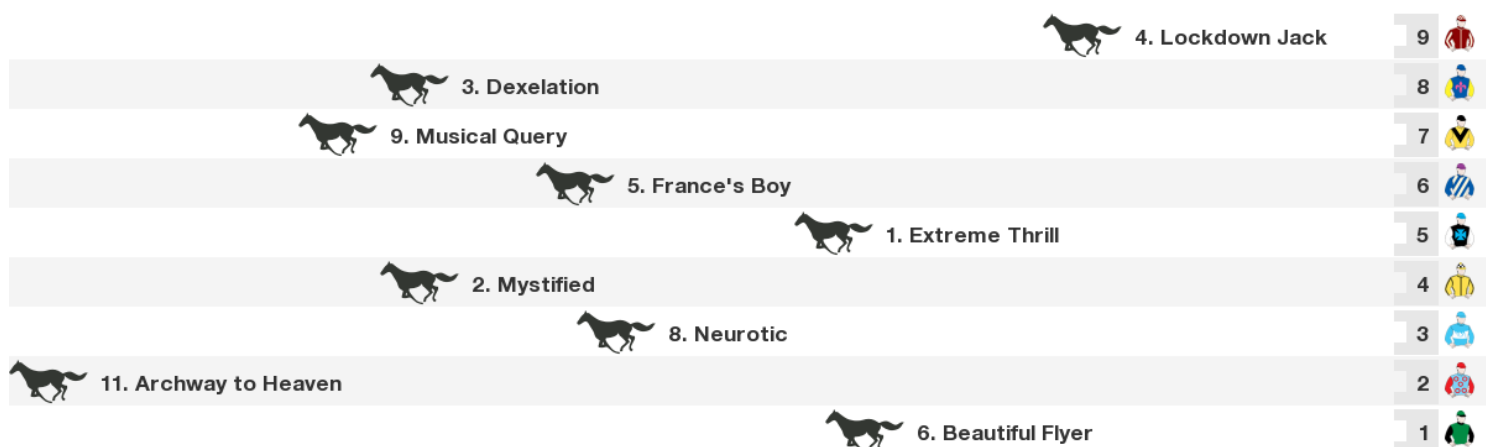 4. Lockdown Jack 9
3. Dexelation 8
9. Musical Query 7
5. France's Boy 6
1. Extreme Thrill 5
2. Mystified 4
8. Neurotic 3
11. Archway to Heaven 2
6. Beautiful Flyer 1